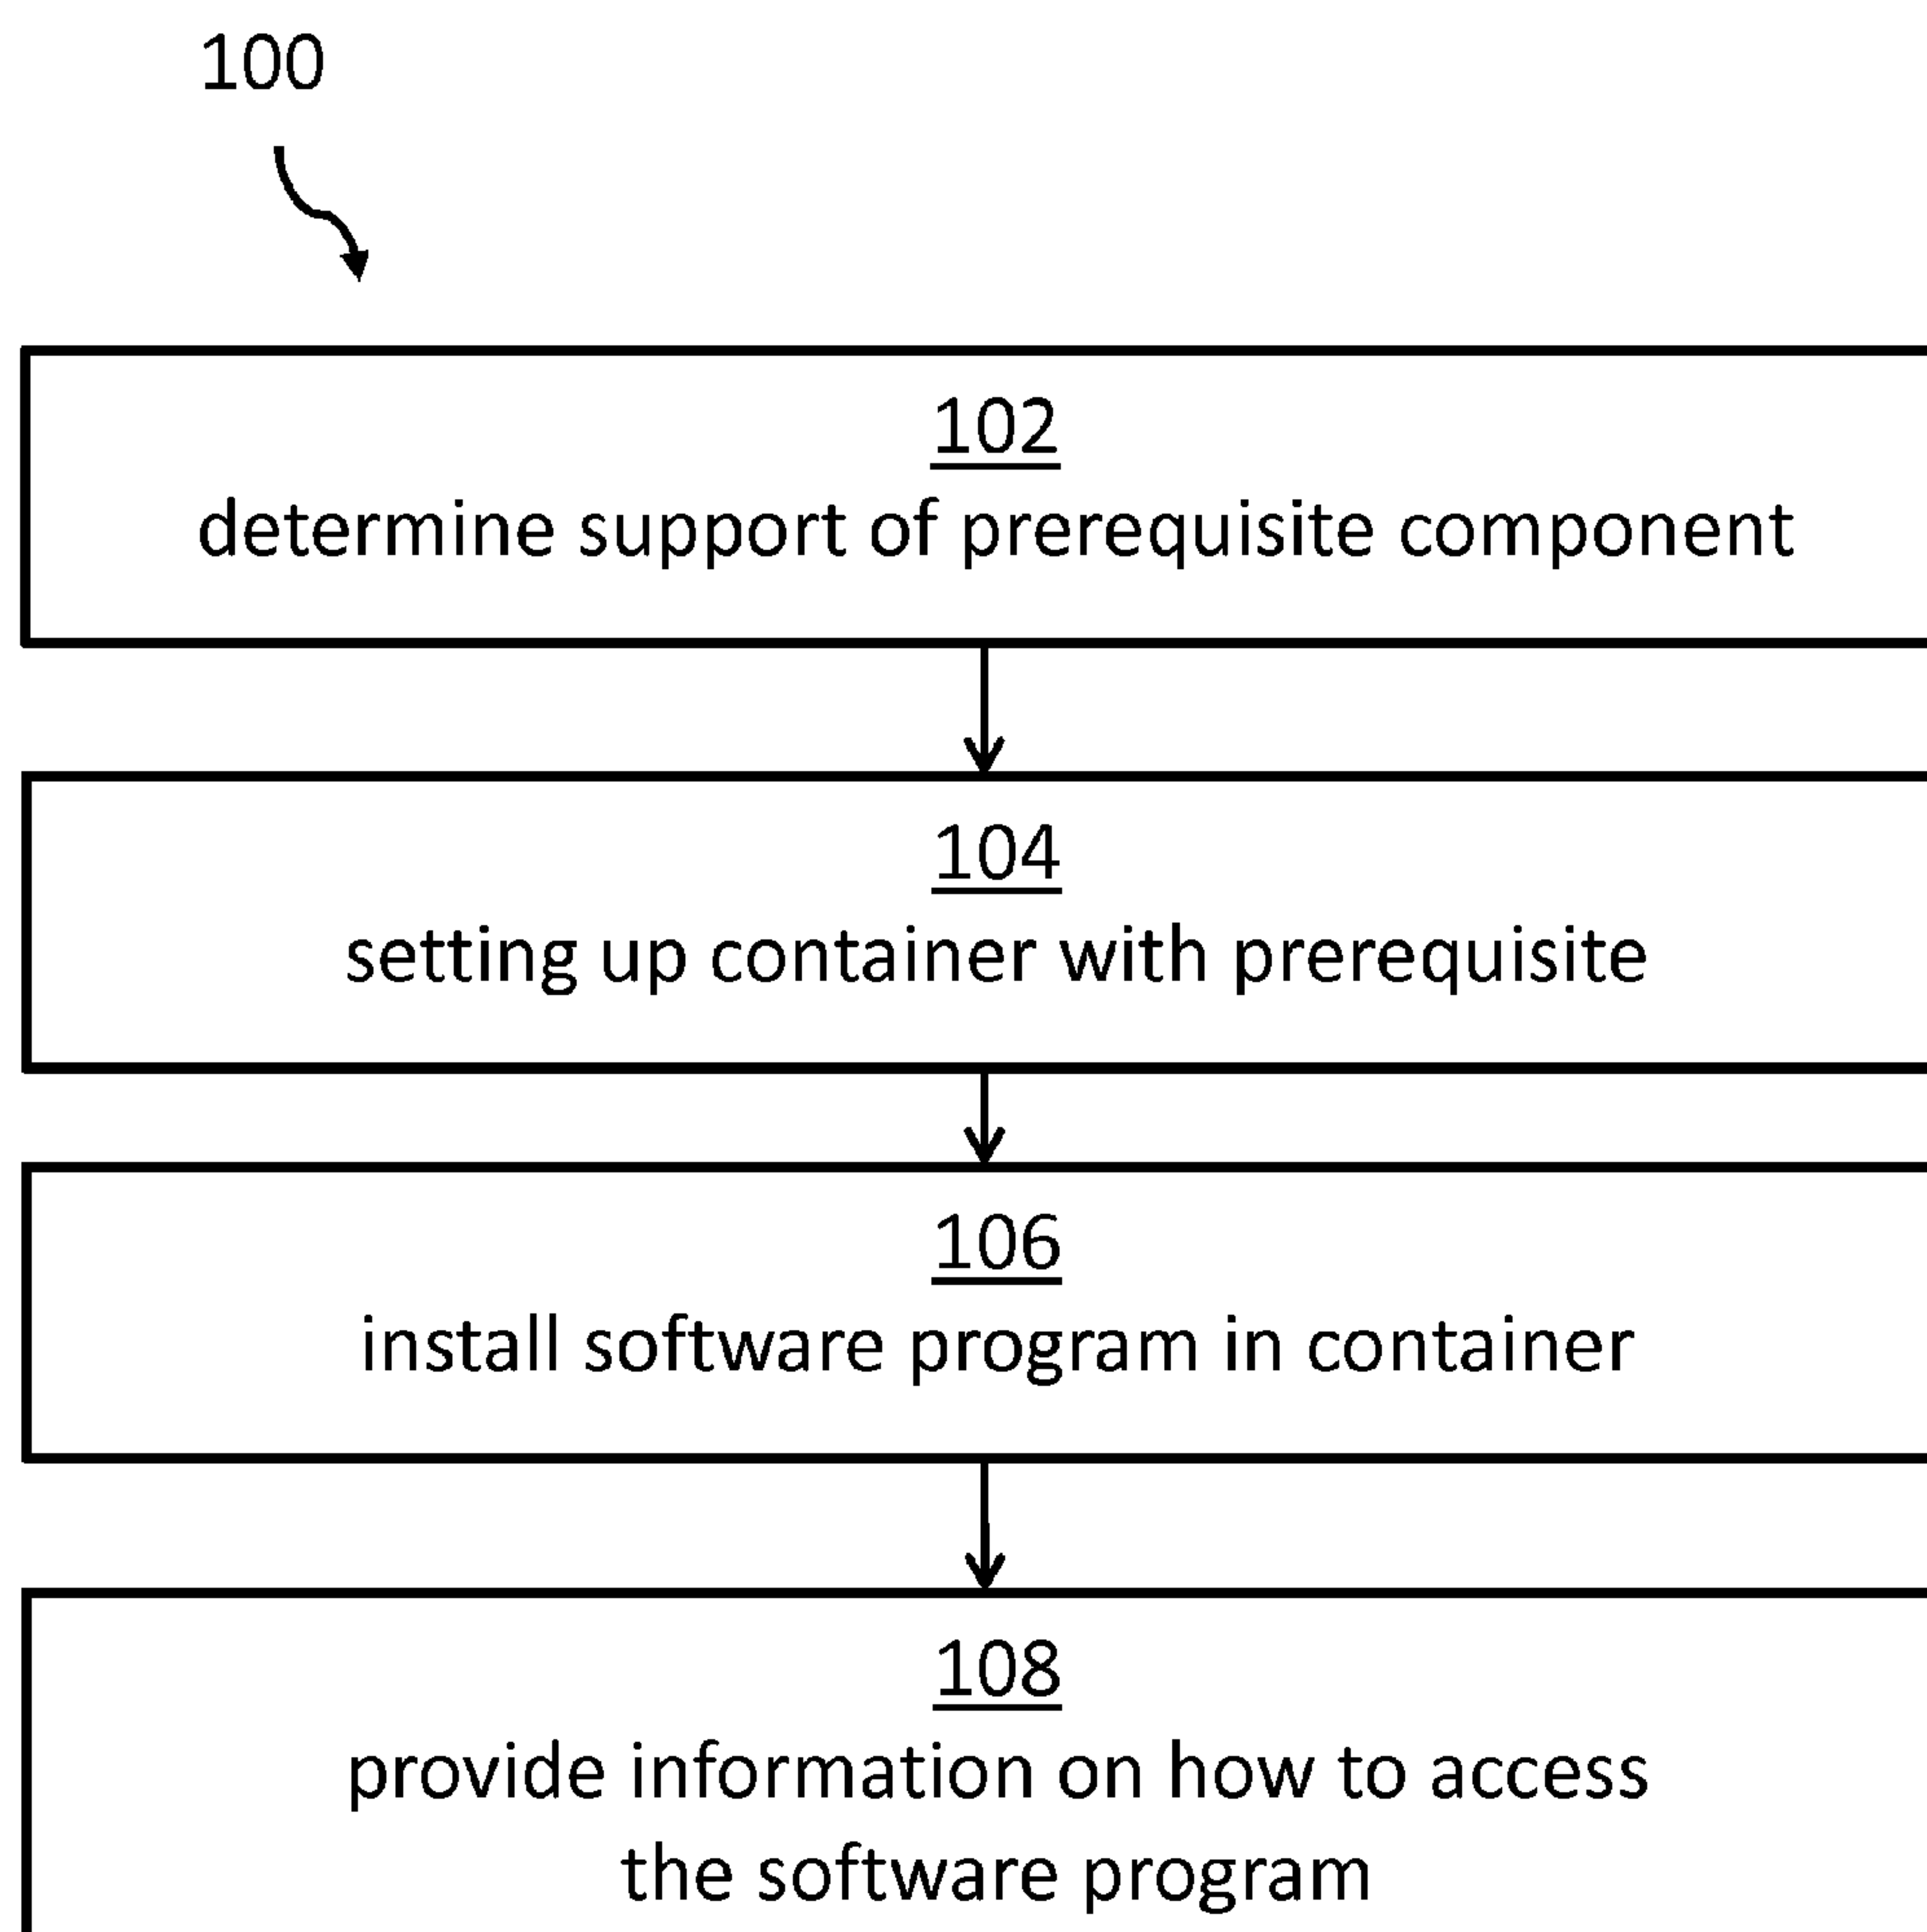 100
102
determine support of prerequisite component
104
setting up container with prerequisite
106
install software program in container
108
provide information on how to access
the software program